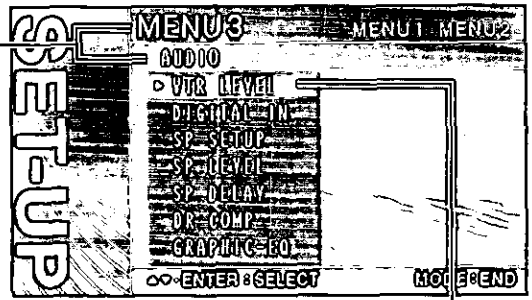 SET-UP
MENU3 MENU1 MENU2
AUDIO
VTR LEVEL
DIGITAL IN
SP SETUP
SP LEVEL
SP DELAY
DR COMP
GRAPHIC-EQ
ENTER:SELECT MODE:END